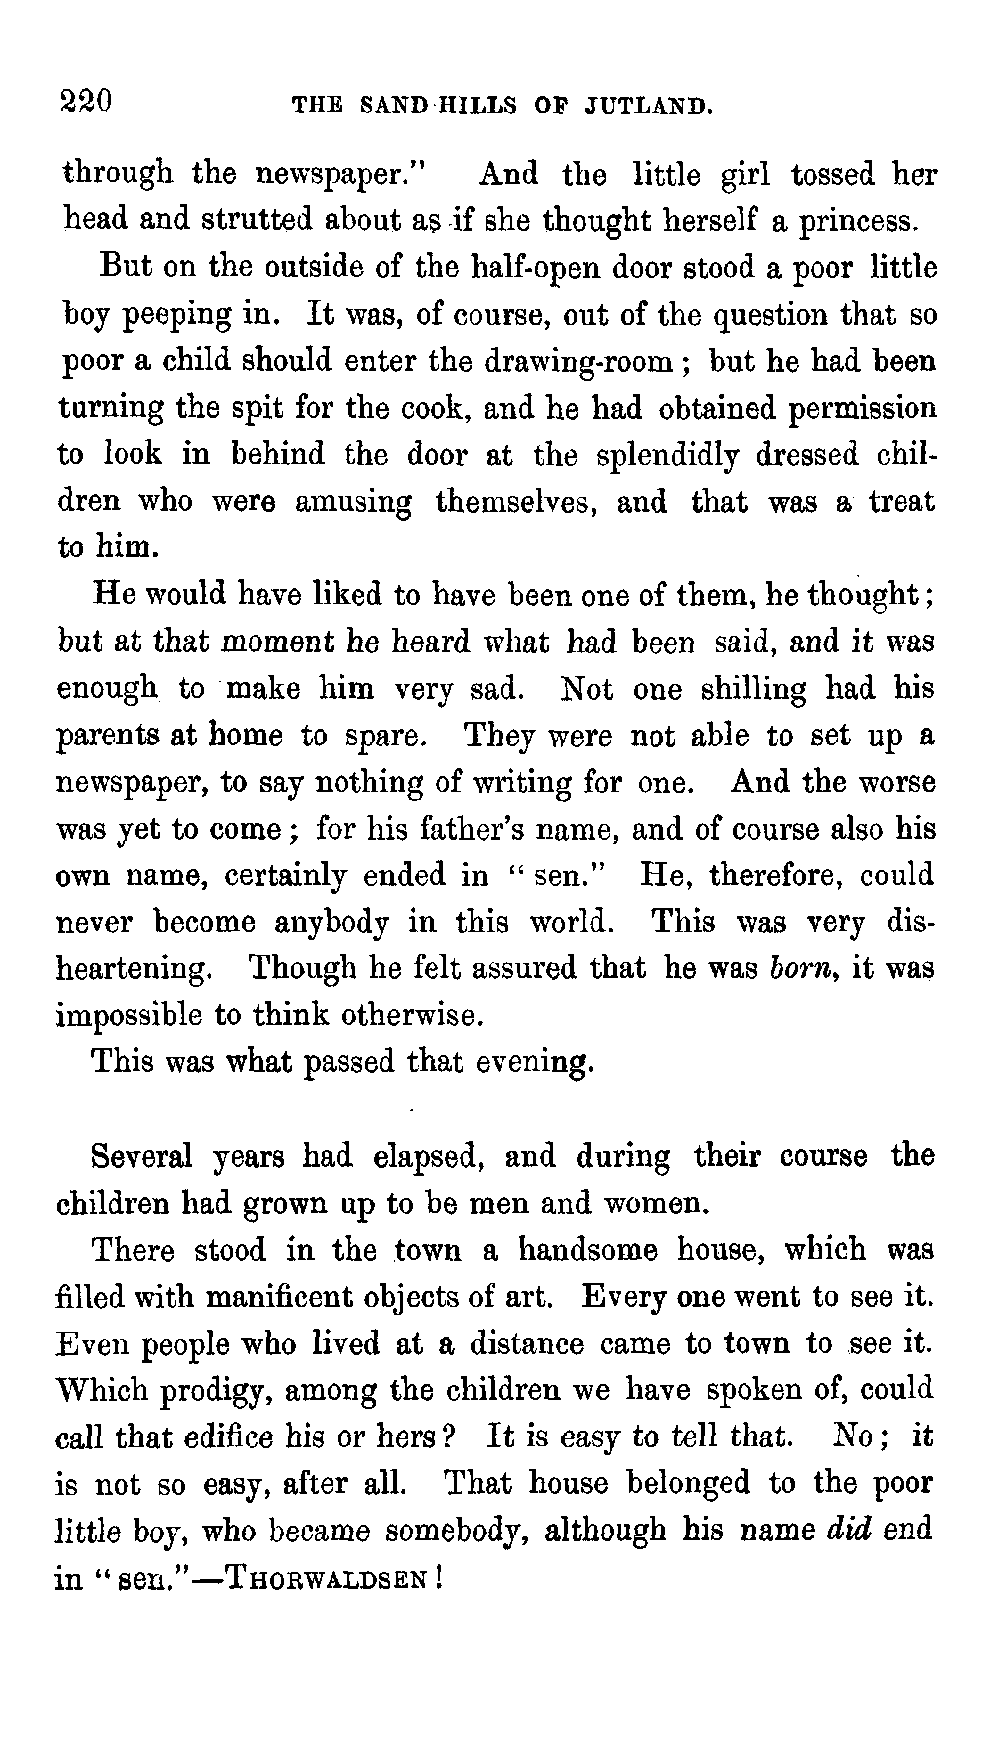 220 THE SAND HILLS OF JUTLAND.
through the newspaper." And the little girl tossed her
head and strutted about as if she thought herself a princess.
But on the outside of the half-open door stood a poor little
boy peeping in. It was, of course, out of the question that so
poor a child should enter the drawing-room; but he had been
turning the spit for the cook, and he had obtained permission
to look in behind the door at the splendidly dressed chil-
dren who were amusing themselves, and that was a treat
to him.
He would have liked to have been one of them, he thought;
but at that moment he heard what had been said, and it was
enough to make him very sad. Not one shilling had his
parents at home to spare. They were not able to set up a
newspaper, to say nothing of writing for one. And the worse
was yet to come; for his father's name, and of course also his
own name, certainly ended in "sen." He, therefore, could
never become anybody in this world. This was very dis-
heartening. Though he felt assured that he was born, it was
impossible to think otherwise.
This was what passed that evening.
Several years had elapsed, and during their course the
children had grown up to be men and women.
There stood in the town a handsome house, which was
filled with manificent objects of art. Every one went to see it.
Even people who lived at a distance came to town to see it.
Which prodigy, among the children we have spoken of, could
call that edifice his or hers? It is easy to tell that. No; it
is not so easy, after all. That house belonged to the poor
little boy, who became somebody, although his name did end
in "sen."—THORWALDSEN!